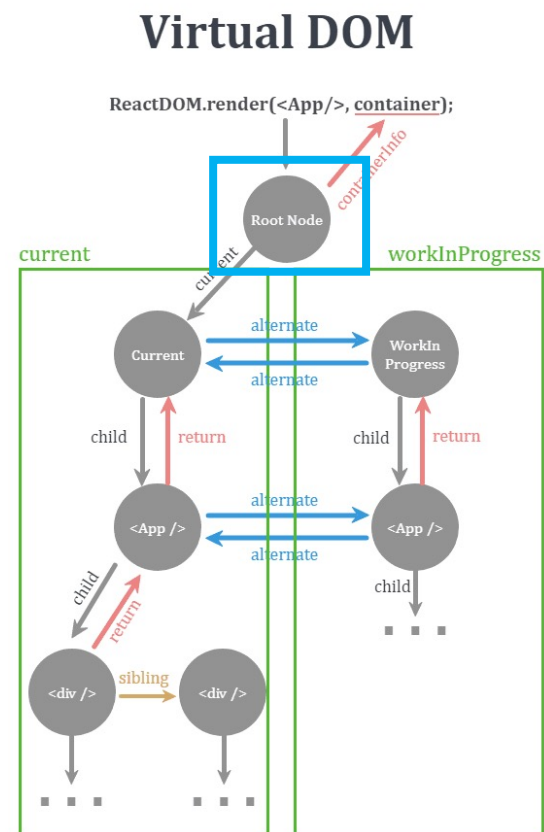 Virtual DOM
ReactDOM.render(<App/>, container);
containerInfo
Root Node
current
current
workInProgress
alternate
Current
WorkIn
Progress
alternate
child
return
child
return
alternate
<App />
<App />
alternate
child
return
child
sibling
<div />
<div />